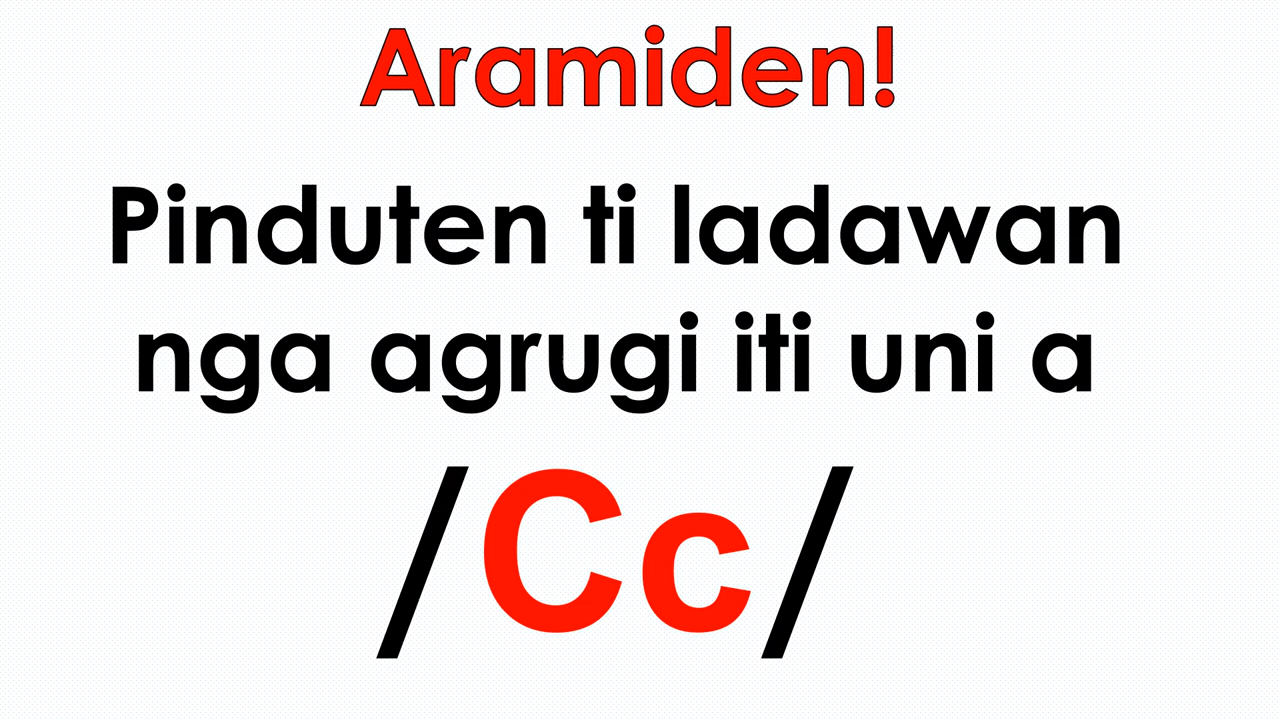 Aramiden!
Pinduten ti ladawan
nga agrugi iti uni a
/Cc/